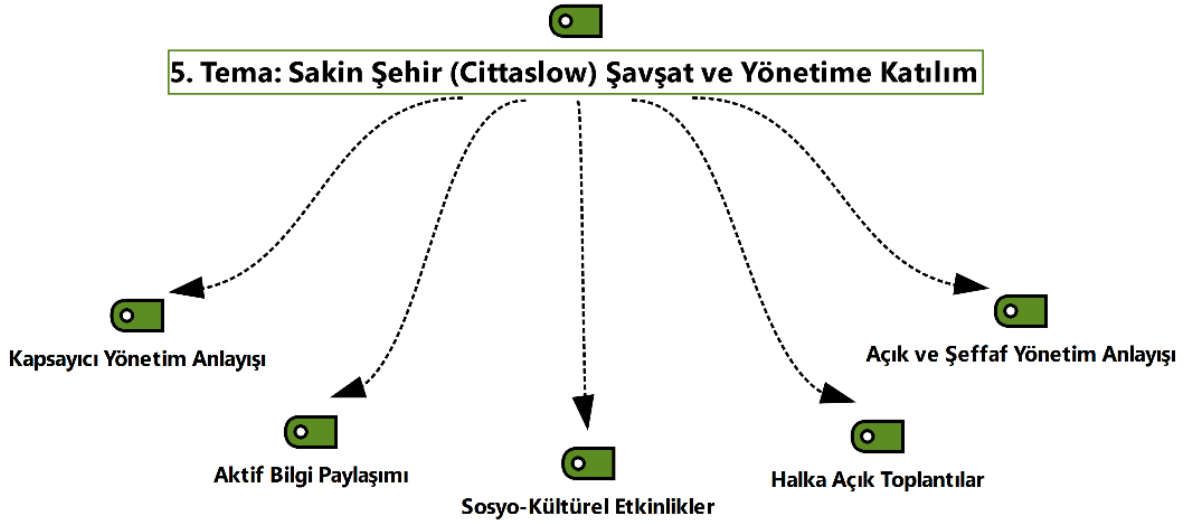 5. Tema: Sakin Şehir (Cittaslow) Şavşat ve Yönetime Katılım
Kapsayıcı Yönetim Anlayışı
Açık ve Şeffaf Yönetim Anlayışı
Aktif Bilgi Paylaşımı
Halka Açık Toplantılar
Sosyo-Kültürel Etkinlikler